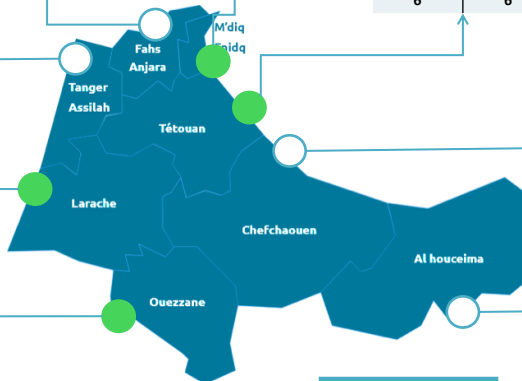 6 6
M'diq
Fnidq
Fahs
Anjara
Tanger
Assilah
Tétouan
Larache
Chefchaouen
Al houceima
Ouezzane